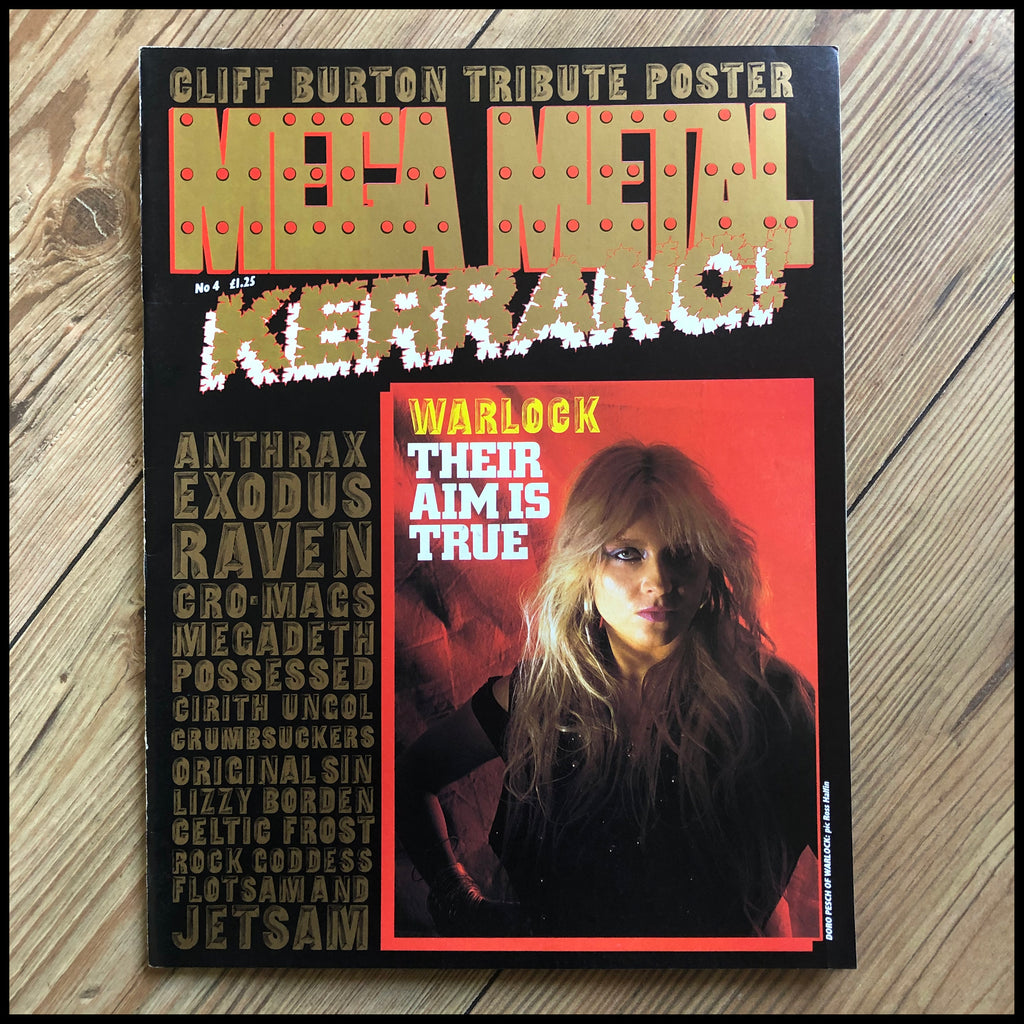 CLIFF BURTON TRIBUTE POSTER
MEGA METAL
No 4 £1.25
KERRANG!
WARLOCK
THEIR
AIM IS
TRUE
ANTHRAX
EXODUS
RAVEN
CRO-MAGS
MEGADETH
POSSESSED
CIRITH UNGOL
CRUMBSUCKERS
ORIGINAL SIN
LIZZY BORDEN
CELTIC FROST
ROCK GODDESS
FLOTSAM AND
JETSAM
DORO PESCH OF WARLOCK: pic Ross Halfin